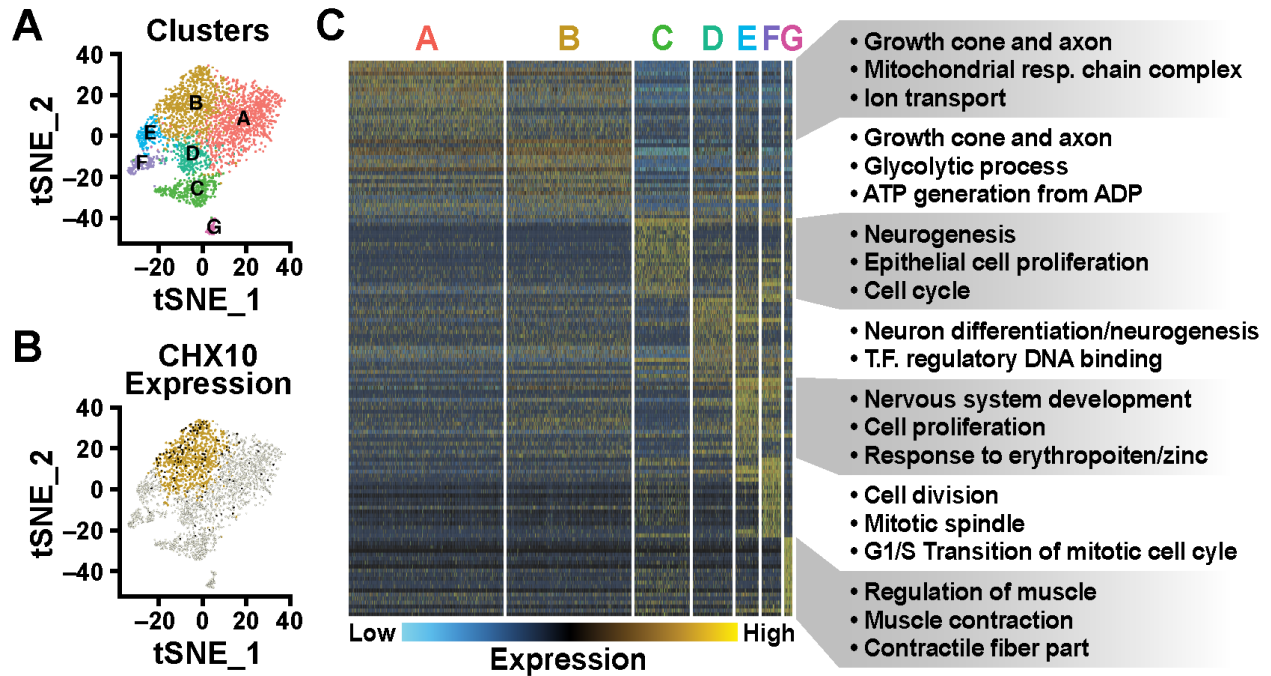 A
Clusters
tSNE_2
40
20
0
−20
−40
A
B
C
D
E
F
G
−20
0
20
40
tSNE_1
B
CHX10
Expression
tSNE_2
40
20
0
−20
−40
−20
0
20
40
tSNE_1
C
A B C D E F G
Low
High
Expression
• Growth cone and axon
• Mitochondrial resp. chain complex
• Ion transport
• Growth cone and axon
• Glycolytic process
• ATP generation from ADP
• Neurogenesis
• Epithelial cell proliferation
• Cell cycle
• Neuron differentiation/neurogenesis
• T.F. regulatory DNA binding
• Nervous system development
• Cell proliferation
• Response to erythropoiten/zinc
• Cell division
• Mitotic spindle
• G1/S Transition of mitotic cell cyle
• Regulation of muscle
• Muscle contraction
• Contractile fiber part